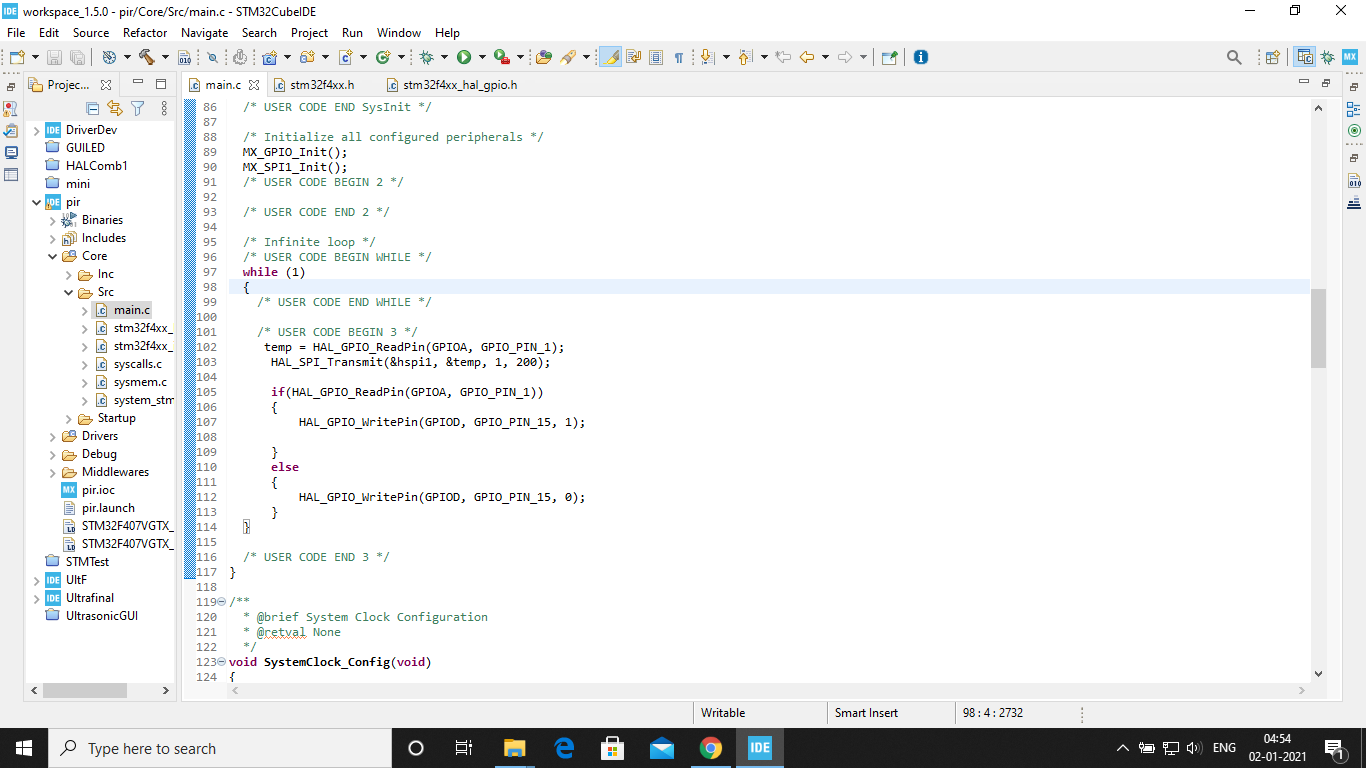 IDE workspace_1.5.0 - pir/Core/Src/main.c - STM32CubeIDE
File Edit Source Refactor Navigate Search Project Run Window Help
Projec...
main.c
stm32f4xx.h
stm32f4xx_hal_gpio.h
IDE DriverDev
GUILED
HALComb1
mini
IDE pir
Binaries
Includes
Core
Inc
Src
main.c
stm32f4xx_
stm32f4xx_
syscalls.c
sysmem.c
system_stm
Startup
Drivers
Debug
Middlewares
MX pir.ioc
pir.launch
STM32F407VGTX_
STM32F407VGTX_
STMTest
IDE UltF
IDE Ultrafinal
UltrasonicGUI
86 /* USER CODE END SysInit */
87
88 /* Initialize all configured peripherals */
89 MX_GPIO_Init();
90 MX_SPI1_Init();
91 /* USER CODE BEGIN 2 */
92
93 /* USER CODE END 2 */
94
95 /* Infinite loop */
96 /* USER CODE BEGIN WHILE */
97 while (1)
98 {
99 /* USER CODE END WHILE */
100
101 /* USER CODE BEGIN 3 */
102 temp = HAL_GPIO_ReadPin(GPIOA, GPIO_PIN_1);
103 HAL_SPI_Transmit(&hspi1, &temp, 1, 200);
104
105 if(HAL_GPIO_ReadPin(GPIOA, GPIO_PIN_1))
106 {
107 HAL_GPIO_WritePin(GPIOD, GPIO_PIN_15, 1);
108
109 }
110 else
111 {
112 HAL_GPIO_WritePin(GPIOD, GPIO_PIN_15, 0);
113 }
114 }
115
116 /* USER CODE END 3 */
117 }
118
119 /**
120 * @brief System Clock Configuration
121 * @retval None
122 */
123 void SystemClock_Config(void)
124 {
Writable
Smart Insert
98 : 4 : 2732
Type here to search
IDE
ENG
04:54
02-01-2021
1